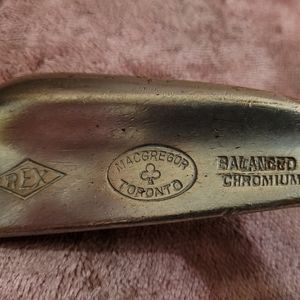 REX
MACGREGOR
TORONTO
BALANCED
CHROMIUM